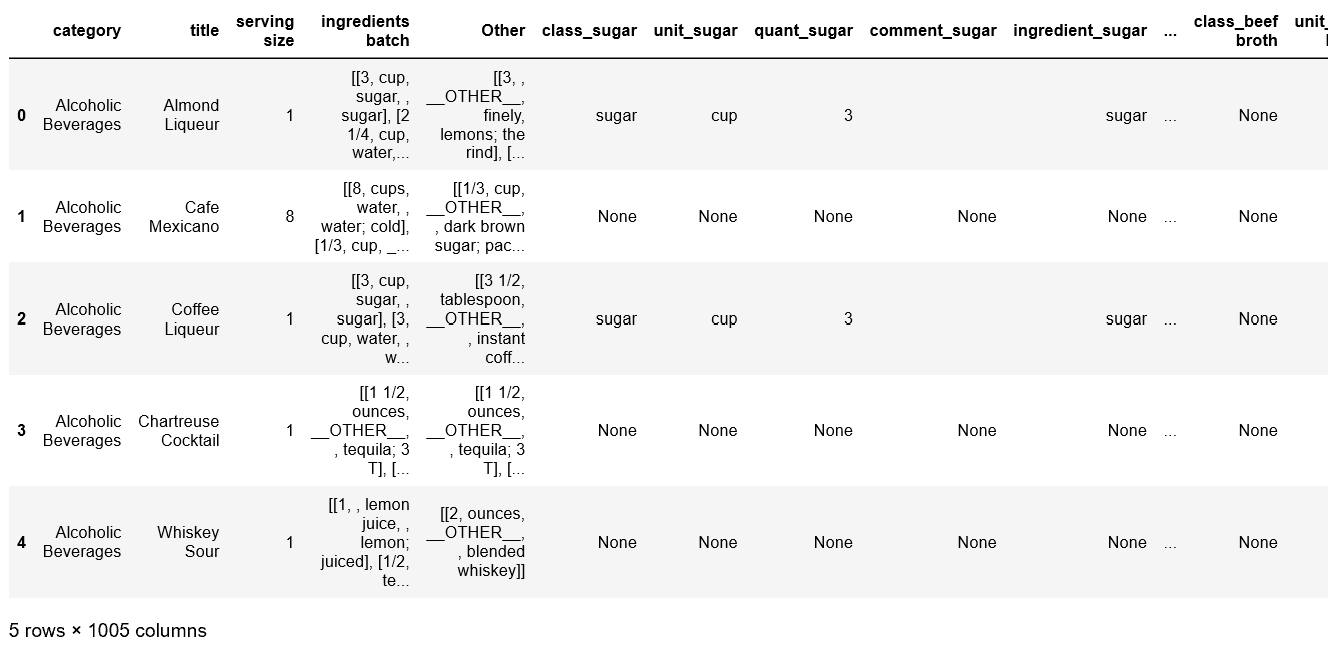 category title serving size ingredients batch Other class_sugar unit_sugar quant_sugar comment_sugar ingredient_sugar ... class_beef broth unit_
0 Alcoholic Beverages Almond Liqueur 1 [[3, cup, sugar, , sugar], [2 1/4, cup, water,... [[3, , __OTHER__, finely, lemons; the rind], [... sugar cup 3 sugar ... None
1 Alcoholic Beverages Cafe Mexicano 8 [[8, cups, water, , water; cold], [1/3, cup, _... [[1/3, cup, __OTHER__, , dark brown sugar; pac... None None None None None ... None
2 Alcoholic Beverages Coffee Liqueur 1 [[3, cup, sugar, , sugar], [3, cup, water, , w... [[3 1/2, tablespoon, __OTHER__, , instant coff... sugar cup 3 sugar ... None
3 Alcoholic Beverages Chartreuse Cocktail 1 [[1 1/2, ounces, __OTHER__, , tequila; 3 T], [... [[1 1/2, ounces, __OTHER__, , tequila; 3 T], [... None None None None None ... None
4 Alcoholic Beverages Whiskey Sour 1 [[1, , lemon juice, , lemon; juiced], [1/2, te... [[2, ounces, __OTHER__, , blended whiskey]] None None None None None ... None
5 rows × 1005 columns